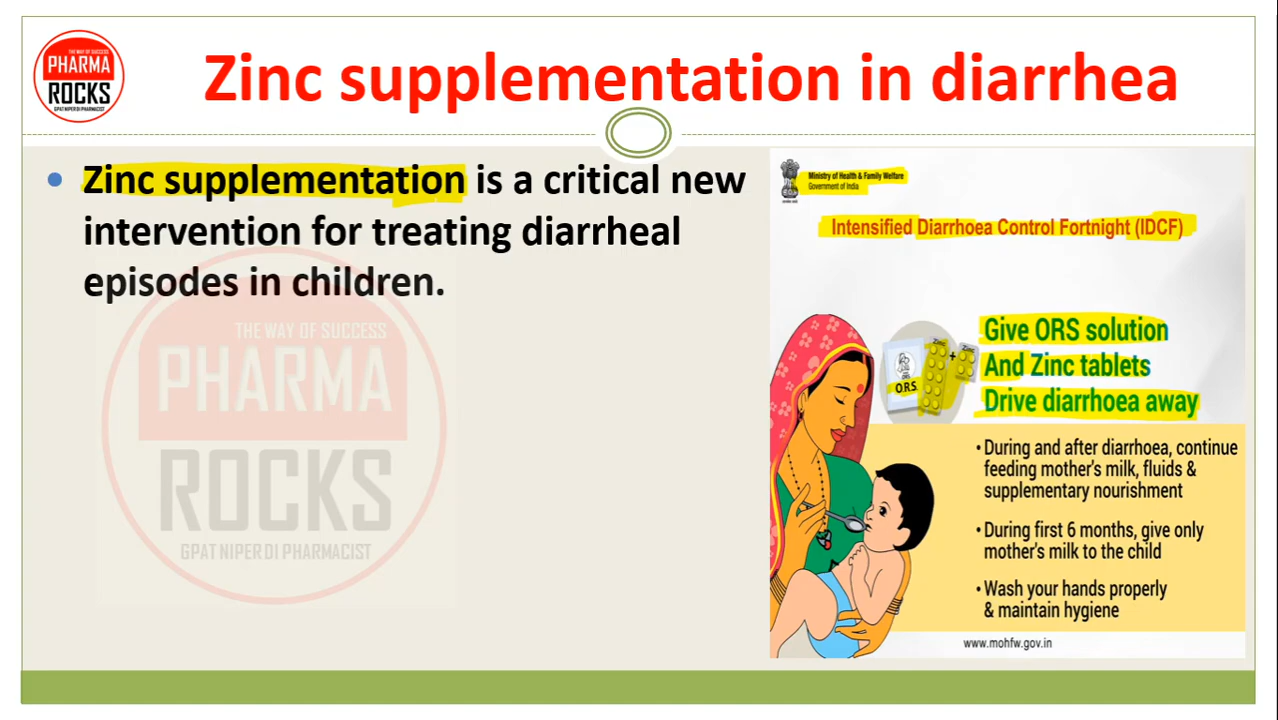 THE WAY OF SUCCESS
PHARMA
ROCKS
GPAT NIPER DI PHARMACIST
Zinc supplementation in diarrhea
• Zinc supplementation is a critical new
intervention for treating diarrheal
episodes in children.
THE WAY OF SUCCESS
PHARMA
ROCKS
GPAT NIPER DI PHARMACIST
Ministry of Health & Family Welfare
Government of India
Intensified Diarrhoea Control Fortnight (IDCF)
O.R.S.
+
Give ORS solution
And Zinc tablets
Drive diarrhoea away
• During and after diarrhoea, continue
feeding mother's milk, fluids &
supplementary nourishment
• During first 6 months, give only
mother's milk to the child
• Wash your hands properly
& maintain hygiene
www.mohfw.gov.in